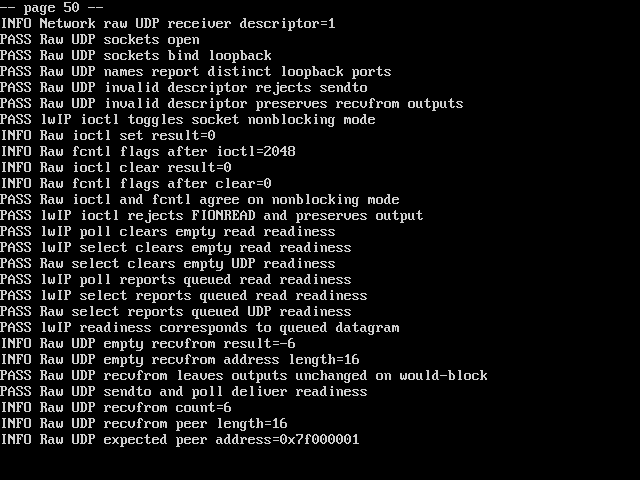 -- page 50 --
INFO Network raw UDP receiver descriptor=1
PASS Raw UDP sockets open
PASS Raw UDP sockets bind loopback
PASS Raw UDP names report distinct loopback ports
PASS Raw UDP invalid descriptor rejects sendto
PASS Raw UDP invalid descriptor preserves recvfrom outputs
PASS lwIP ioctl toggles socket nonblocking mode
INFO Raw ioctl set result=0
INFO Raw fcntl flags after ioctl=2048
INFO Raw ioctl clear result=0
INFO Raw fcntl flags after clear=0
PASS Raw ioctl and fcntl agree on nonblocking mode
PASS lwIP ioctl rejects FIONREAD and preserves output
PASS lwIP poll clears empty read readiness
PASS lwIP select clears empty read readiness
PASS Raw select clears empty UDP readiness
PASS lwIP poll reports queued read readiness
PASS lwIP select reports queued read readiness
PASS Raw select reports queued UDP readiness
PASS lwIP readiness corresponds to queued datagram
INFO Raw UDP empty recvfrom result=-6
INFO Raw UDP empty recvfrom address length=16
PASS Raw UDP recvfrom leaves outputs unchanged on would-block
PASS Raw UDP sendto and poll deliver readiness
INFO Raw UDP recvfrom count=6
INFO Raw UDP recvfrom peer length=16
INFO Raw UDP expected peer address=0x7f000001